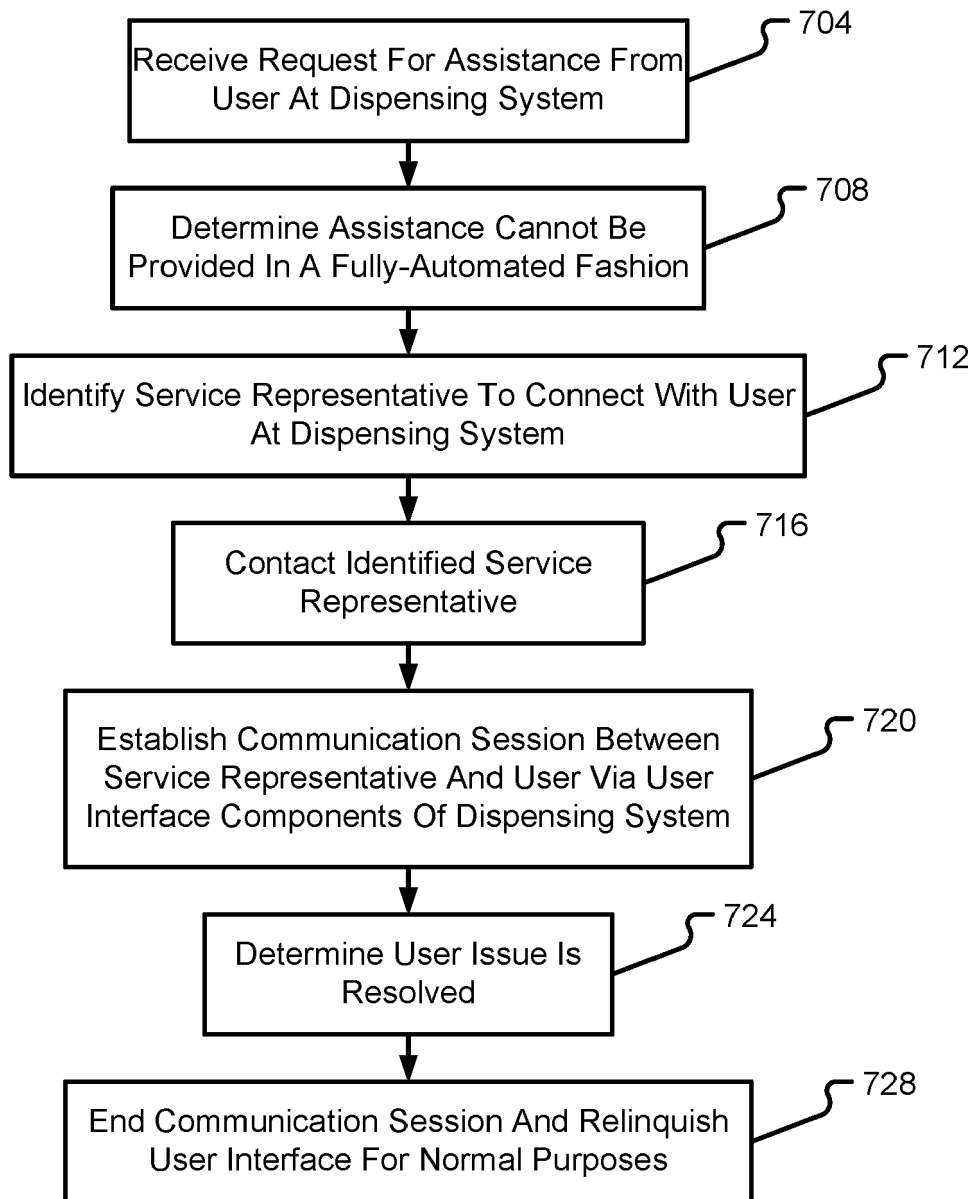 Receive Request For Assistance From
User At Dispensing System
704
Determine Assistance Cannot Be
Provided In A Fully-Automated Fashion
708
Identify Service Representative To Connect With User
At Dispensing System
712
Contact Identified Service
Representative
716
Establish Communication Session Between
Service Representative And User Via User
Interface Components Of Dispensing System
720
Determine User Issue Is
Resolved
724
End Communication Session And Relinquish
User Interface For Normal Purposes
728